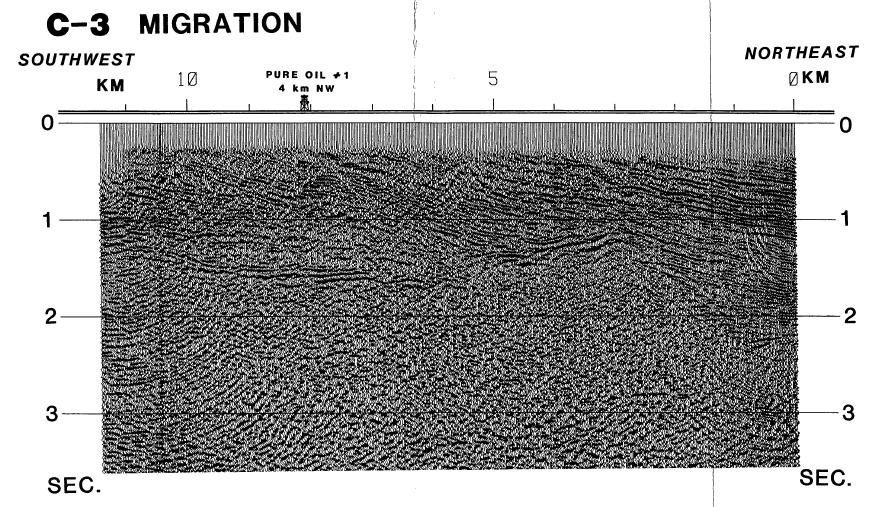 C-3 MIGRATION
SOUTHWEST
NORTHEAST
KM
10
PURE OIL #1
4 km NW
5
0 KM
0
0
1
1
2
2
3
3
SEC.
SEC.